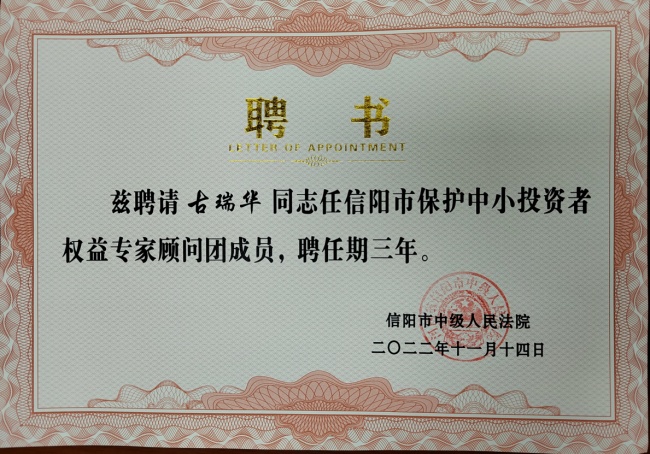 聘书
LETTER OF APPOINTMENT
兹聘请 古瑞华 同志任信阳市保护中小投资者
权益专家顾问团成员，聘任期三年。
信阳市中级人民法院
二〇二二年十一月十四日